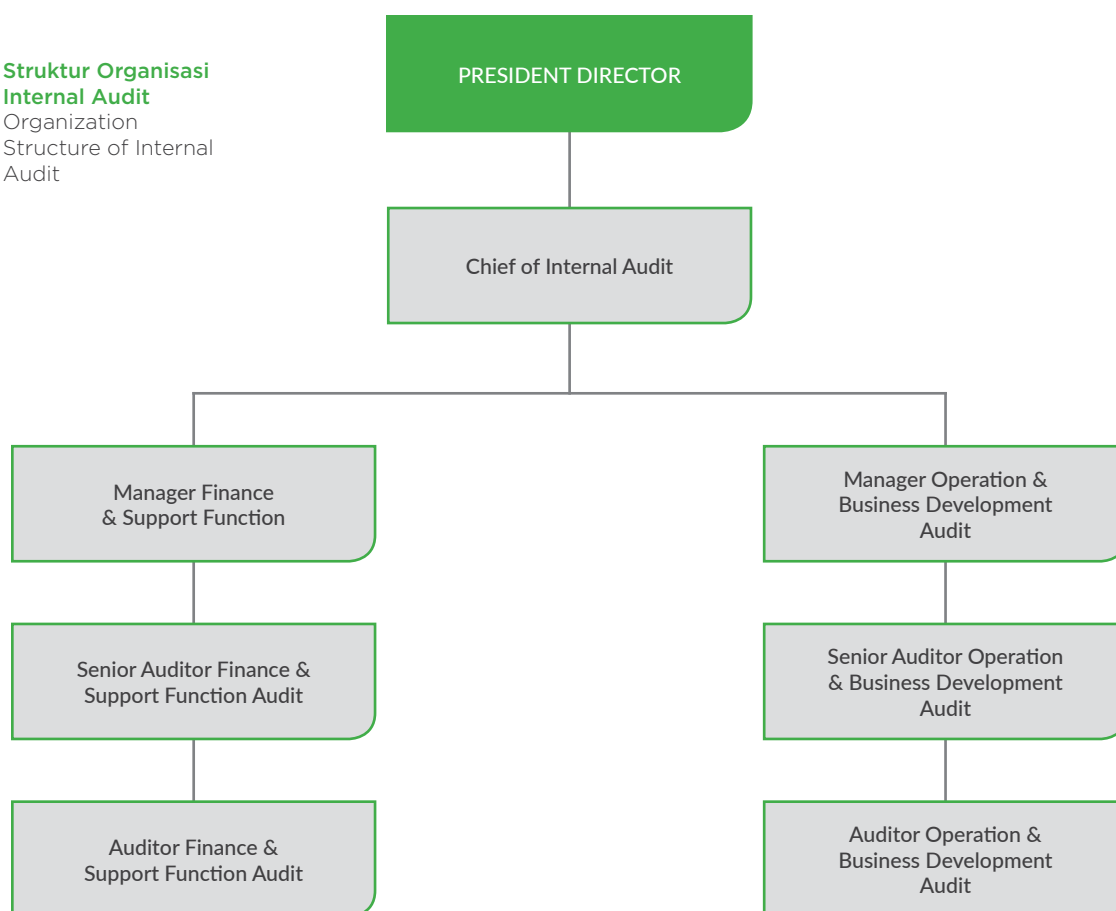 Struktur Organisasi
Internal Audit
Organization
Structure of Internal
Audit
PRESIDENT DIRECTOR
Chief of Internal Audit
Manager Finance
& Support Function
Manager Operation &
Business Development
Audit
Senior Auditor Finance &
Support Function Audit
Senior Auditor Operation
& Business Development
Audit
Auditor Finance &
Support Function Audit
Auditor Operation &
Business Development
Audit